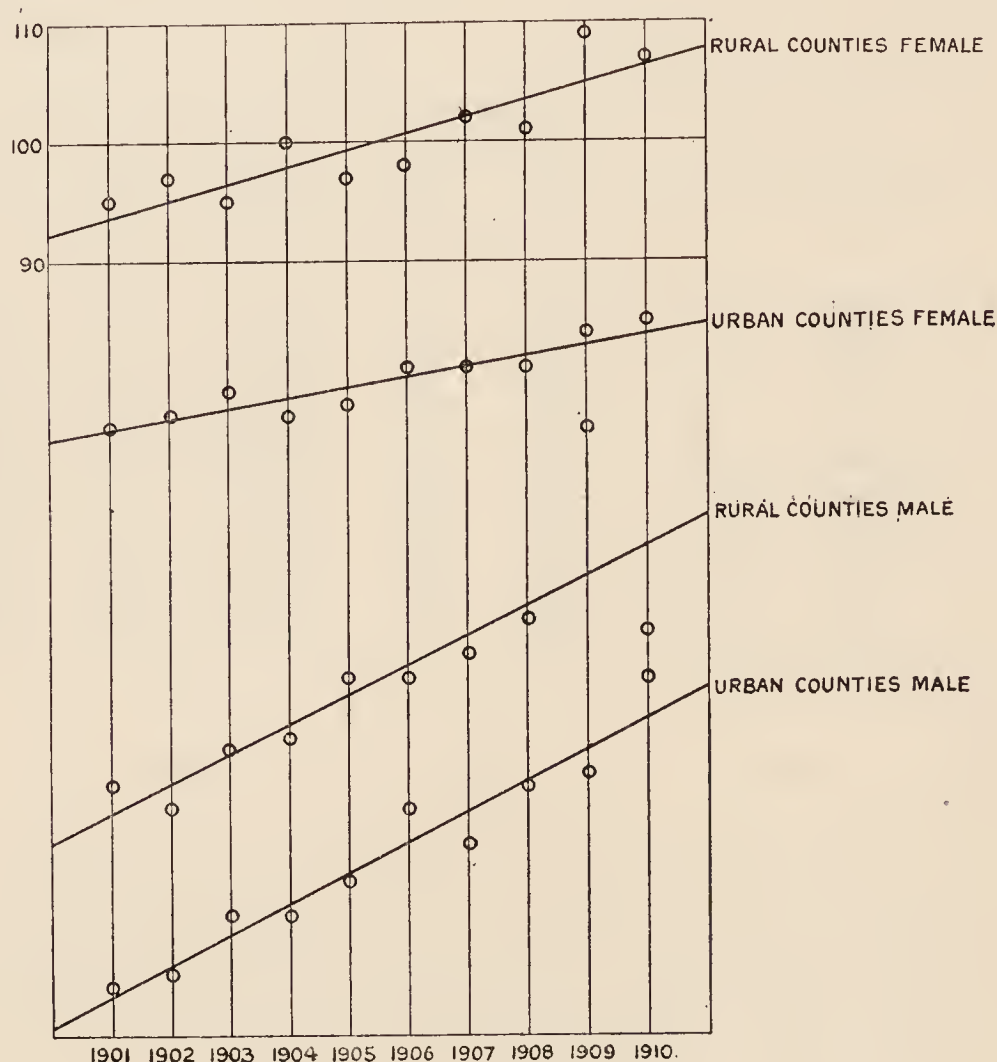 110
RURAL COUNTIES FEMALE
100
90
URBAN COUNTIES FEMALE
RURAL COUNTIES MALE
URBAN COUNTIES MALE
1901 1902 1903 1904 1905 1906 1907 1908 1909 1910.